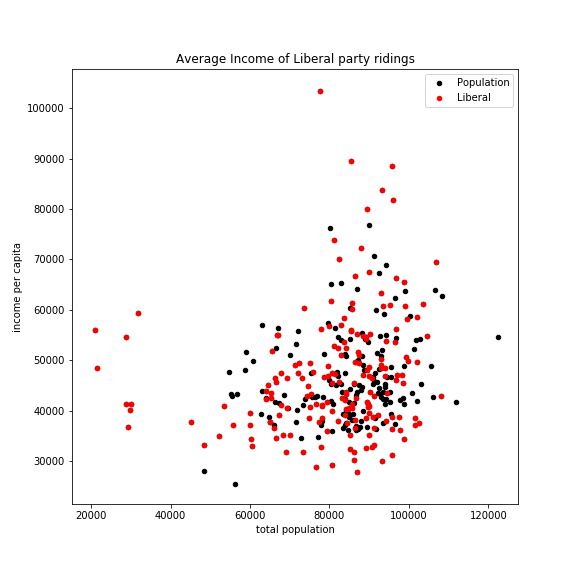 Average Income of Liberal party ridings
Population
Liberal
income per capita
100000
90000
80000
70000
60000
50000
40000
30000
20000
40000
60000
80000
100000
120000
total population